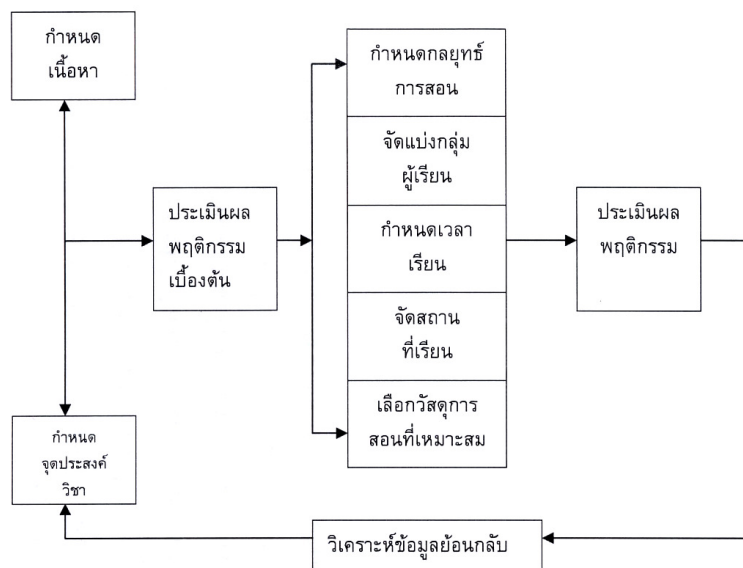 กำหนด
เนื้อหา
กำหนดกลยุทธ์
การสอน
จัดแบ่งกลุ่ม
ผู้เรียน
ประเมินผล
พฤติกรรม
เบื้องต้น
กำหนดเวลา
เรียน
ประเมินผล
พฤติกรรม
จัดสถาน
ที่เรียน
เลือกวัสดุการ
สอนที่เหมาะสม
กำหนด
จุดประสงค์
วิชา
วิเคราะห์ข้อมูลย้อนกลับ